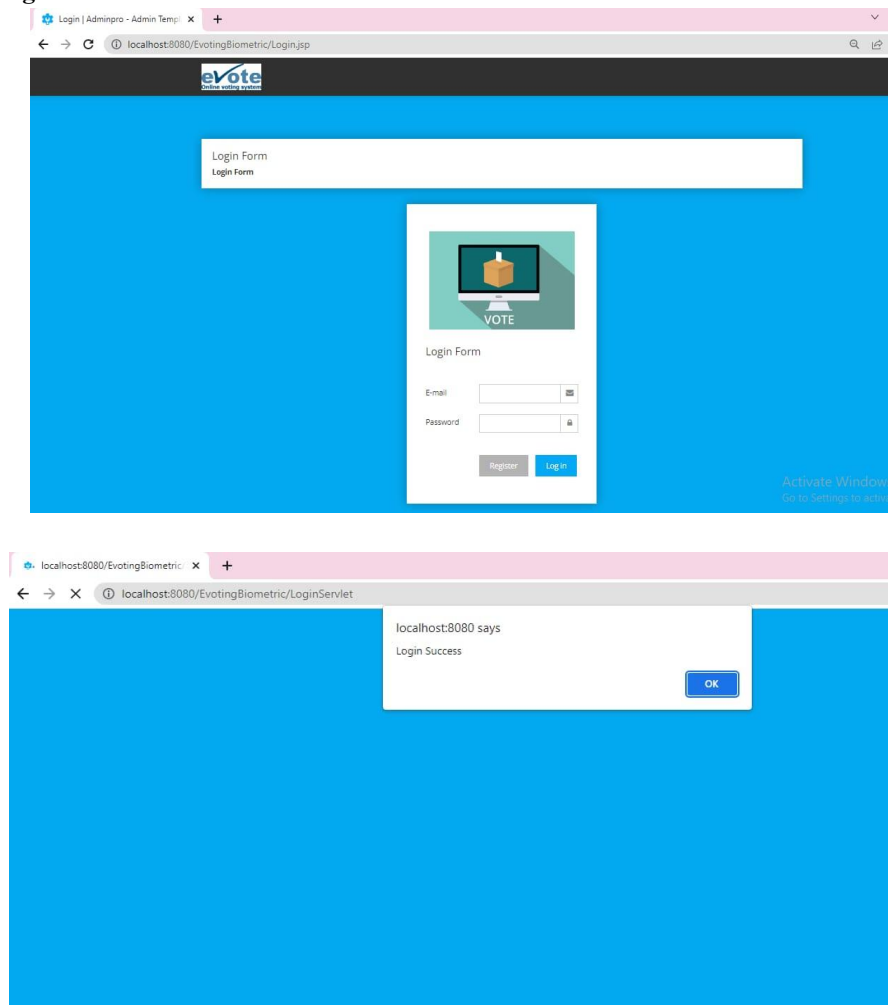 Login | Adminpro - Admin Templ
localhost:8080/EvotingBiometric/Login.jsp
evote
Online voting system
Login Form
Login Form
VOTE
Login Form
E-mail
Password
Register Log in
Activate Window
Go to Settings to activ
localhost:8080/EvotingBiometric
localhost:8080/EvotingBiometric/LoginServlet
localhost:8080 says
Login Success
OK